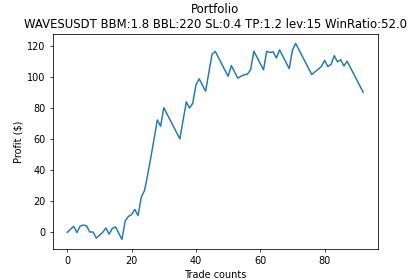 Portfolio
WAVESUSDT BBM:1.8 BBL:220 SL:0.4 TP:1.2 lev:15 WinRatio:52.0
120
100
80
60
40
20
0
Profit ($)
0 20 40 60 80
Trade counts